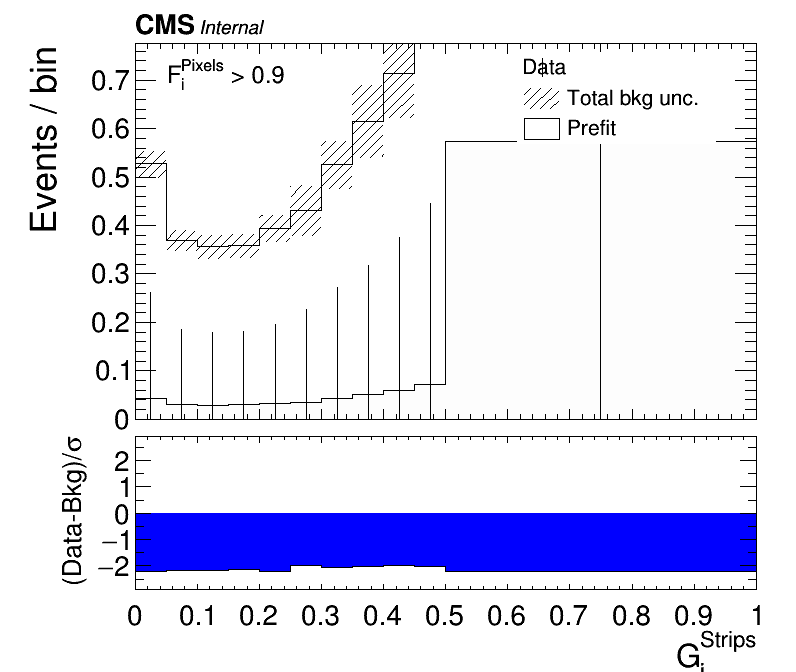 CMS Internal
F_i^Pixels > 0.9
Data
Total bkg unc.
Prefit
Events / bin
0.7
0.6
0.5
0.4
0.3
0.2
0.1
0
(Data-Bkg)/σ
2
1
0
−1
−2
0 0.1 0.2 0.3 0.4 0.5 0.6 0.7 0.8 0.9 1
G_i^Strips